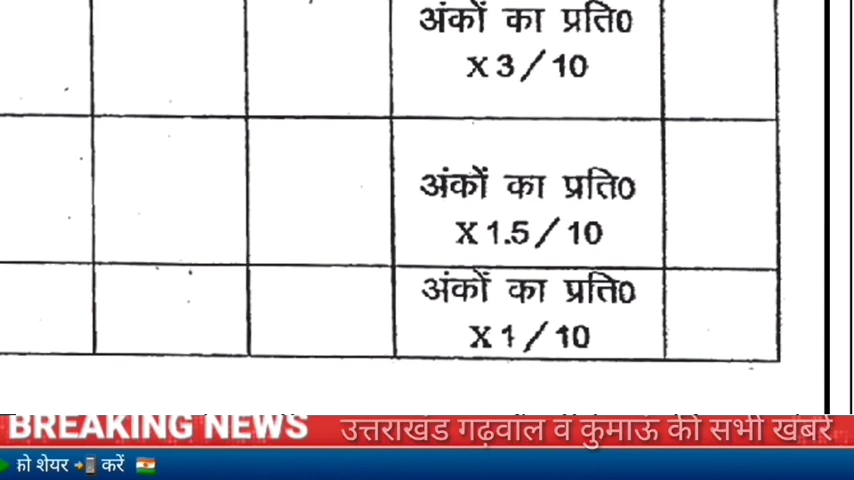 अंकों का प्रति0
X 3 / 10
अंकों का प्रति0
X 1.5 / 10
अंकों का प्रति0
X 1 / 10
BREAKING NEWS
उत्तराखंड गढ़वाल व कुमाऊ की सभी खबरें
शेयर करें